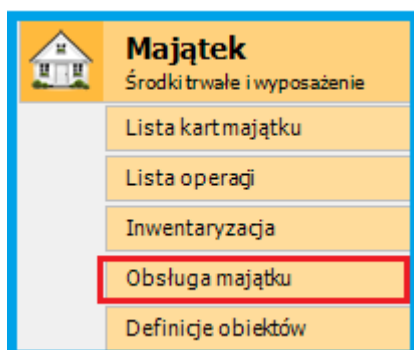 Majątek
Środki trwałe i wyposażenie
Lista kart majątku
Lista operacji
Inwentaryzacja
Obsługa majątku
Definicje obiektów